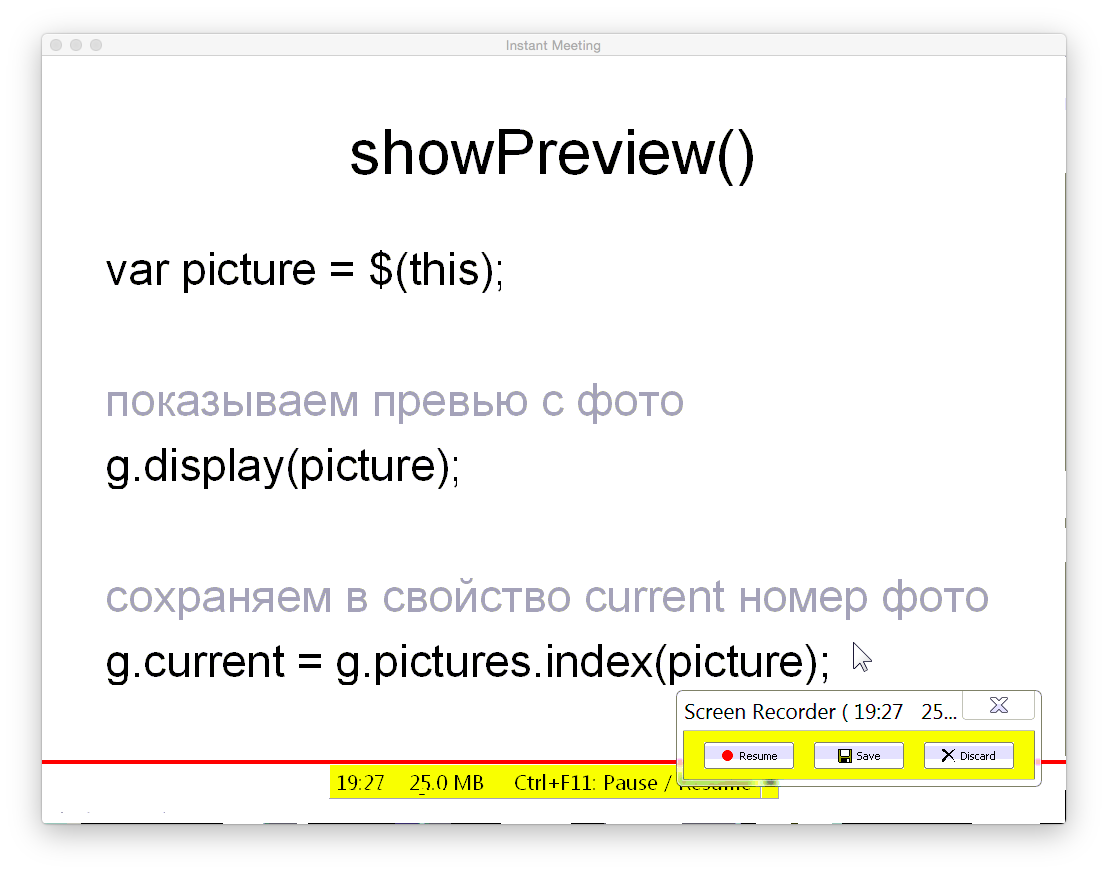 Instant Meeting
showPreview()
var picture = $(this);
показываем превью с фото
g.display(picture);
сохраняем в свойство current номер фото
g.current = g.pictures.index(picture);
Screen Recorder ( 19:27 25...
Resume Save Discard
19:27 25.0 MB Ctrl+F11: Pause / Resume